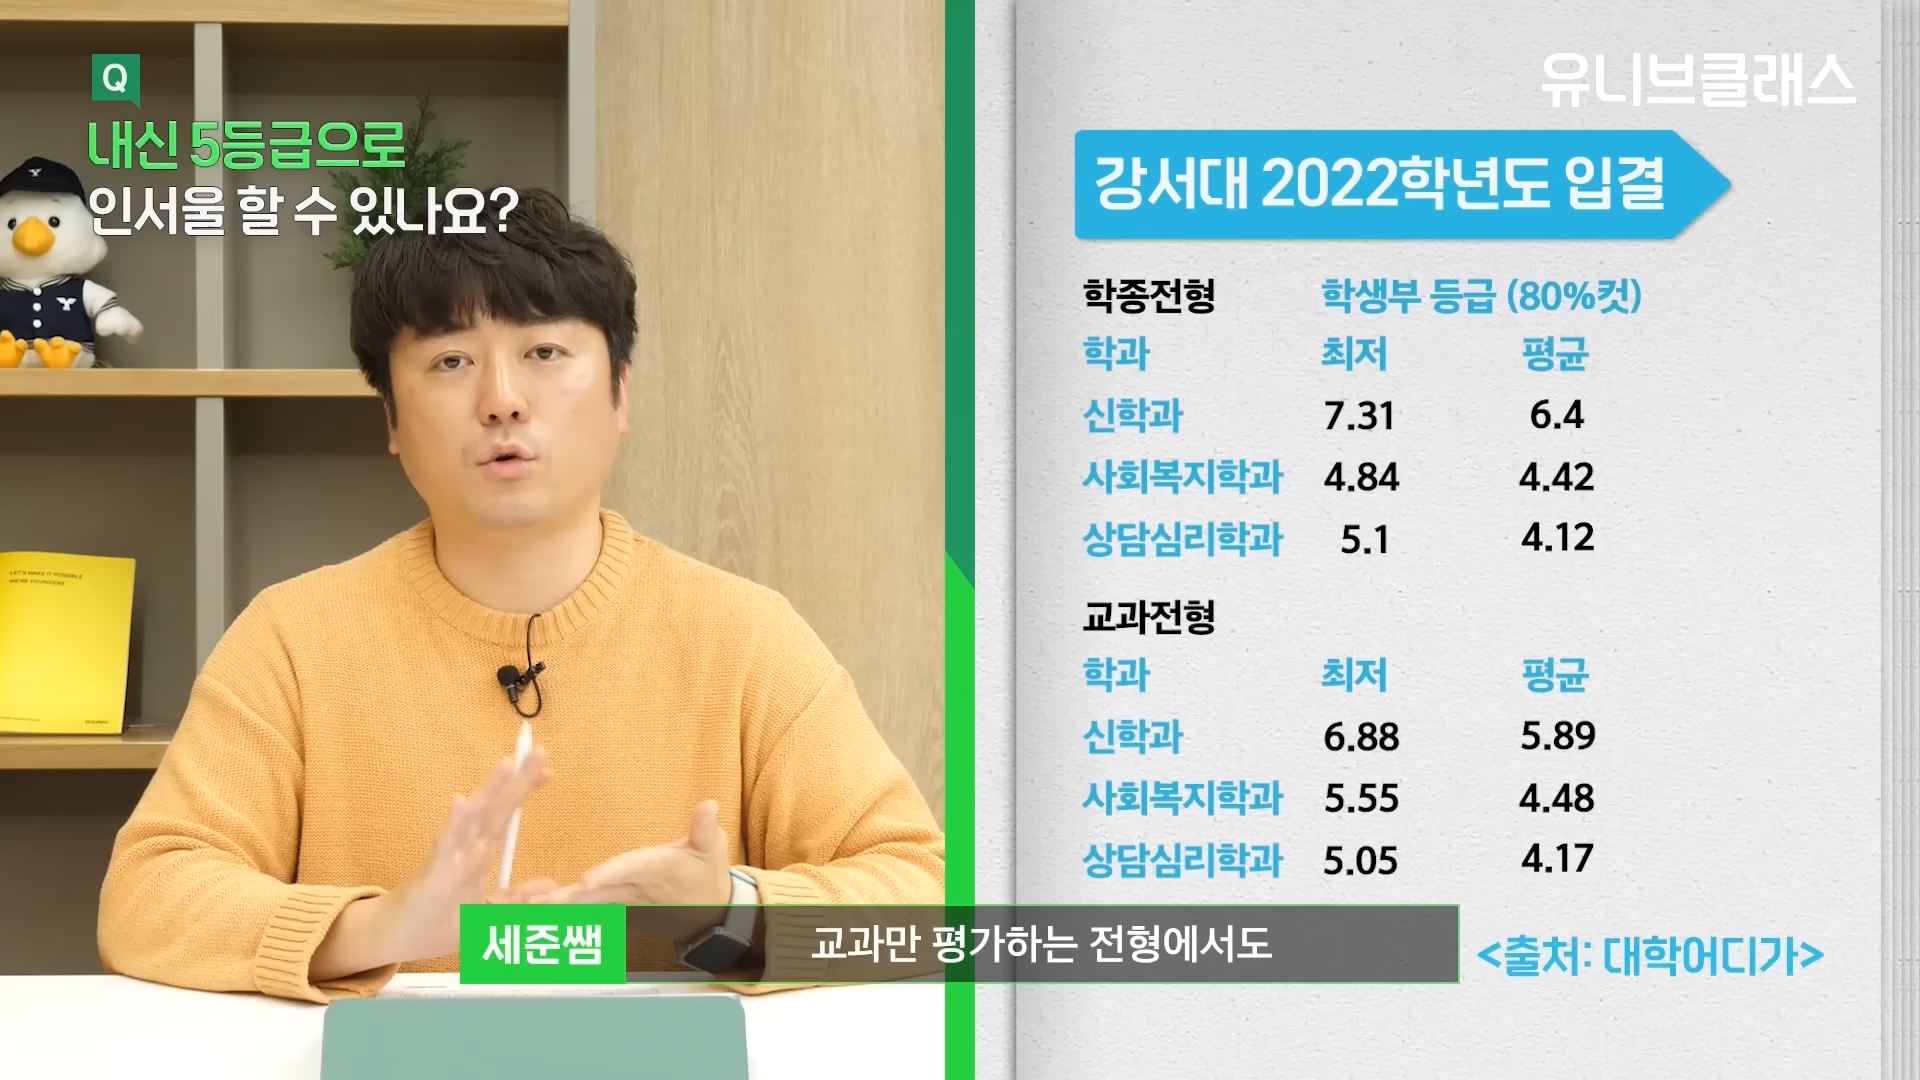 Q
내신 5등급으로
인서울 할 수 있나요?
유니브클래스
강서대 2022학년도 입결
학종전형 학생부 등급 (80%컷)
학과 최저 평균
신학과 7.31 6.4
사회복지학과 4.84 4.42
상담심리학과 5.1 4.12
교과전형
학과 최저 평균
신학과 6.88 5.89
사회복지학과 5.55 4.48
상담심리학과 5.05 4.17
<출처: 대학어디가>
세준쌤 교과만 평가하는 전형에서도
LET'S MAKE IT POSSIBLE
WE'RE YOUNIVERS